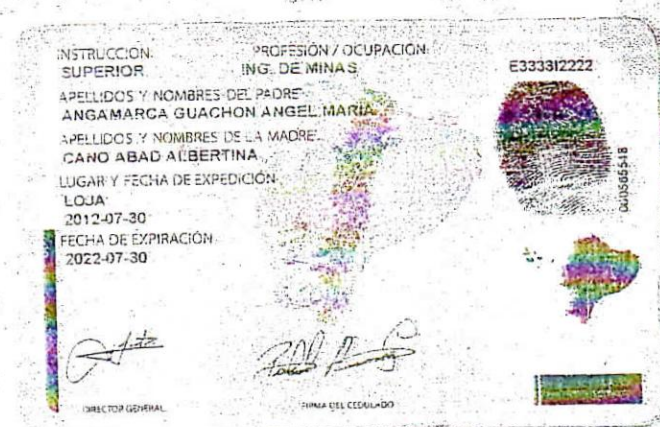 INSTRUCCIÓN PROFESIÓN / OCUPACIÓN E333312222
SUPERIOR ING. DE MINAS
APELLIDOS Y NOMBRES DEL PADRE
ANGAMARCA GUACHON ANGEL MARIA
APELLIDOS Y NOMBRES DE LA MADRE
CANO ABAD ALBERTINA
LUGAR Y FECHA DE EXPEDICIÓN
LOJA
2012-07-30
FECHA DE EXPIRACIÓN
2022-07-30
DIRECTOR GENERAL FIRMA DEL CEDULADO